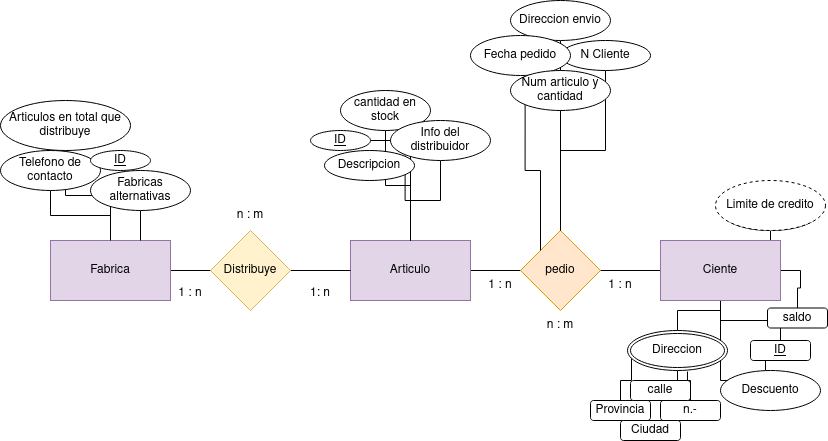 Direccion envio
Fecha pedido
N Cliente
Num articulo y
cantidad
Articulos en total que
distribuye
cantidad en
stock
ID
Info del
distribuidor
Telefono de
contacto
ID
Descripcion
Fabricas
alternativas
Limite de credito
n : m
Fabrica
Distribuye
Articulo
pedio
Ciente
1 : n
1: n
1 : n
1 : n
n : m
saldo
Direccion
ID
calle
Descuento
Provincia
n.-
Ciudad